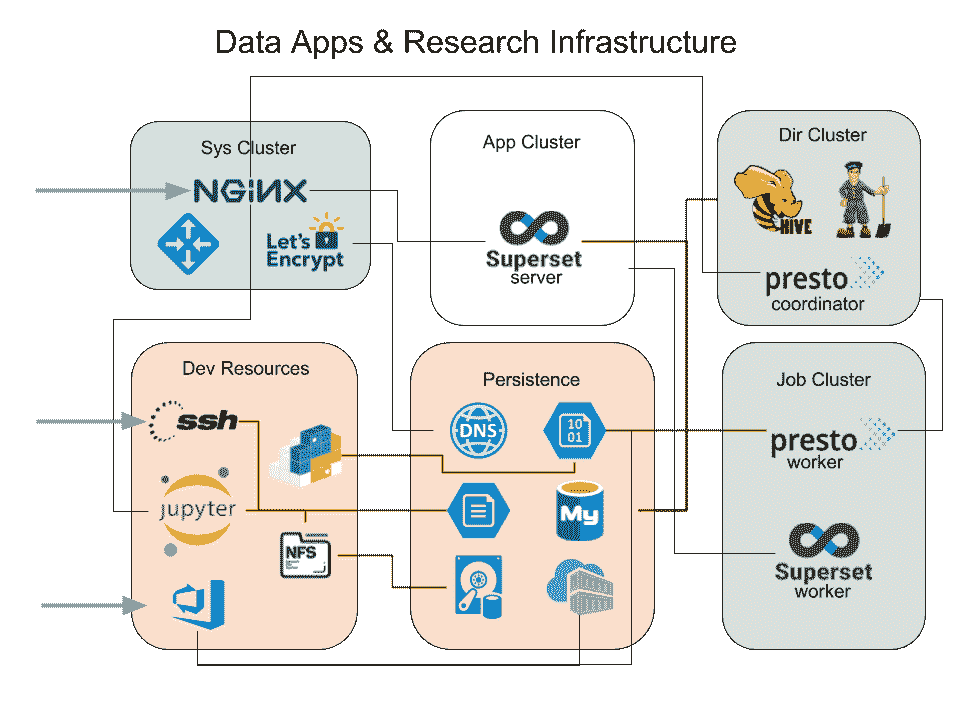 Data Apps & Research Infrastructure
Sys Cluster
NGiNX
Let's
Encrypt
App Cluster
Superset
server
Dir Cluster
HIVE
presto
coordinator
Dev Resources
ssh
jupyter
NFS
Persistence
DNS
10
01
My
Job Cluster
presto
worker
Superset
worker